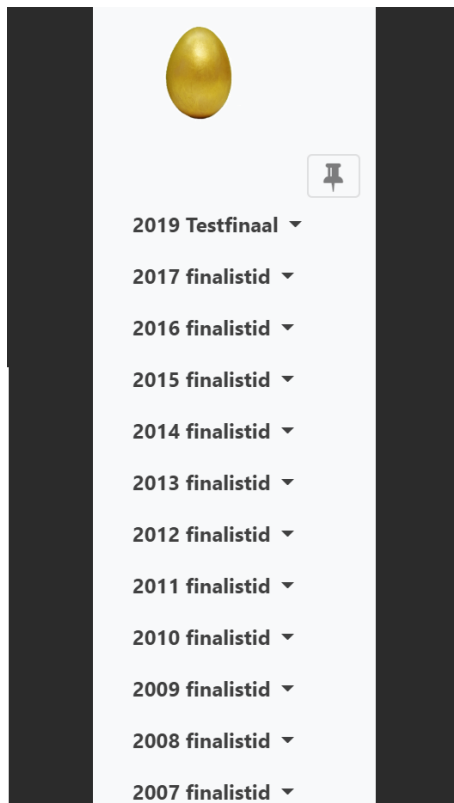 2019 Testfinaal
2017 finalistid
2016 finalistid
2015 finalistid
2014 finalistid
2013 finalistid
2012 finalistid
2011 finalistid
2010 finalistid
2009 finalistid
2008 finalistid
2007 finalistid